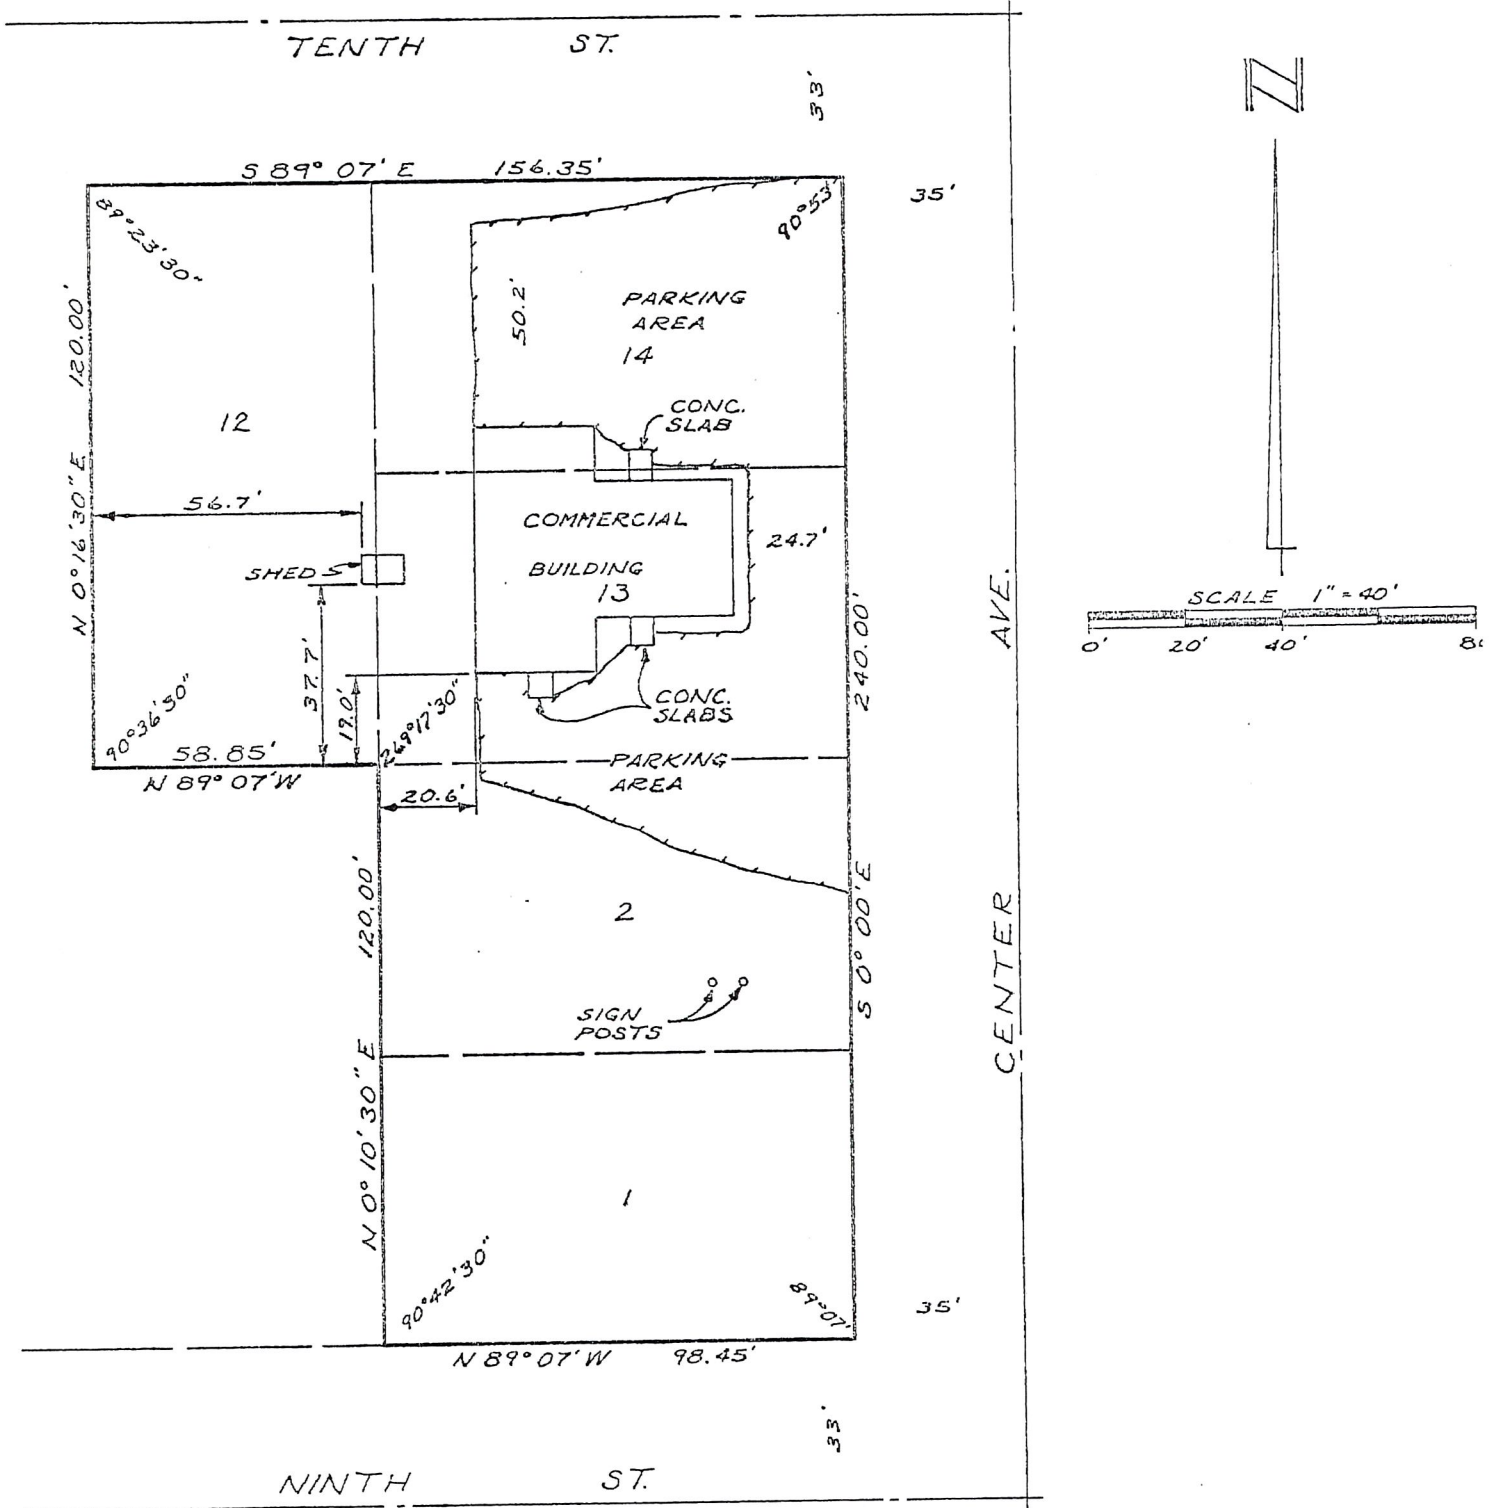 TENTH ST.
33'
S 89° 07' E 156.35'
35'
89°23'30"
90°53'
120.00'
N 0°16'30" E
50.2'
PARKING
AREA
14
12
CONC.
SLAB
56.7'
COMMERCIAL
BUILDING
13
24.7'
SHED
AVE.
SCALE 1" = 40'
0' 20' 40'
37.7'
19.0'
240.00'
CONC.
SLABS
90°36'30"
269°17'30"
58.85'
N 89° 07' W
PARKING
AREA
20.6'
120.00'
N 0° 10' 30" E
2
S 0° 00' E
SIGN
POSTS
CENTER
1
90°42'30"
89°07'
35'
N 89° 07' W 98.45'
33'
NINTH ST.